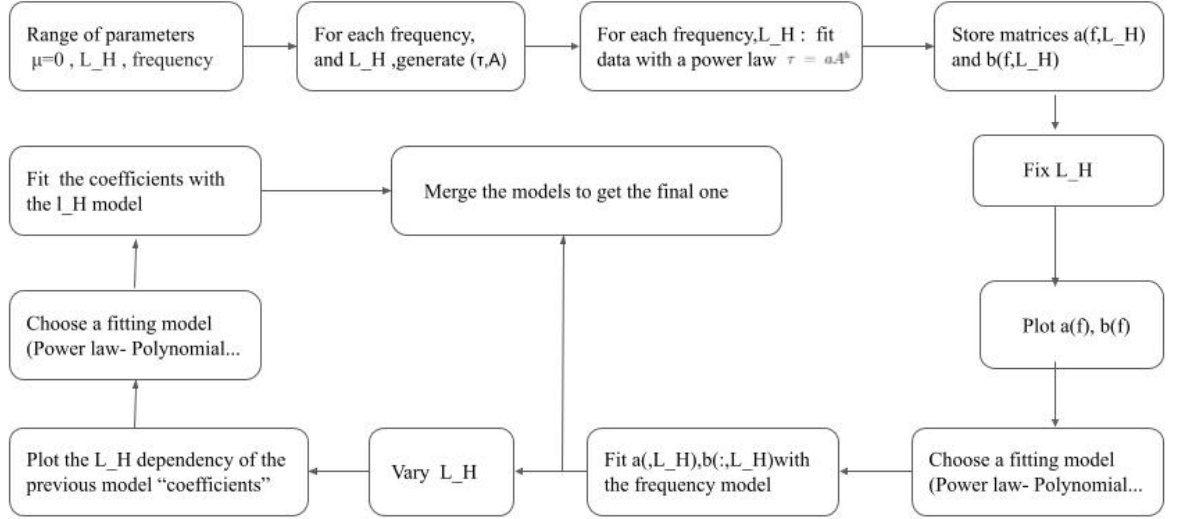 Range of parameters
μ=0 , L_H , frequency
For each frequency,
and L_H ,generate (τ,A)
For each frequency,L_H : fit
data with a power law τ = aAᵇ
Store matrices a(f,L_H)
and b(f,L_H)
Fix L_H
Plot a(f), b(f)
Choose a fitting model
(Power law- Polynomial...
Fit a(,L_H),b(:,L_H)with
the frequency model
Vary L_H
Plot the L_H dependency of the
previous model “coefficients”
Choose a fitting model
(Power law- Polynomial...
Fit the coefficients with
the l_H model
Merge the models to get the final one